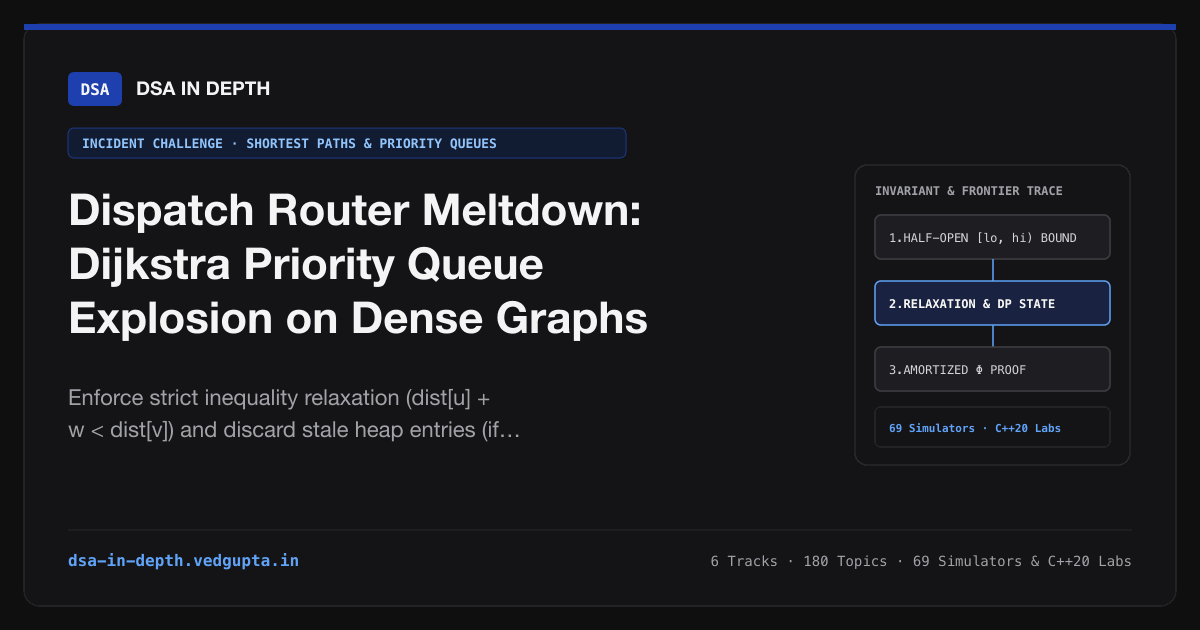 DSA DSA IN DEPTH
INCIDENT CHALLENGE · SHORTEST PATHS & PRIORITY QUEUES
Dispatch Router Meltdown:
Dijkstra Priority Queue
Explosion on Dense Graphs
Enforce strict inequality relaxation (dist[u] +
w < dist[v]) and discard stale heap entries (if…
INVARIANT & FRONTIER TRACE
1.HALF-OPEN [lo, hi) BOUND
2.RELAXATION & DP STATE
3.AMORTIZED Φ PROOF
69 Simulators · C++20 Labs
dsa-in-depth.vedgupta.in
6 Tracks · 180 Topics · 69 Simulators & C++20 Labs